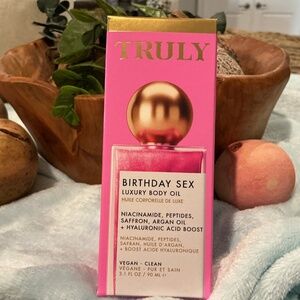 TRULY
BIRTHDAY SEX
LUXURY BODY OIL
HUILE CORPORELLE DE LUXE
NIACINAMIDE, PEPTIDES,
SAFFRON, ARGAN OIL
+ HYALURONIC ACID BOOST
NIACINAMIDE, PEPTIDES,
SAFRAN, HUILE D'ARGAN,
+ BOOST ACIDE HYALURONIQUE
VEGAN - CLEAN
VÉGANE - PUR ET SAIN
3.1 FL OZ / 90 ML ℮